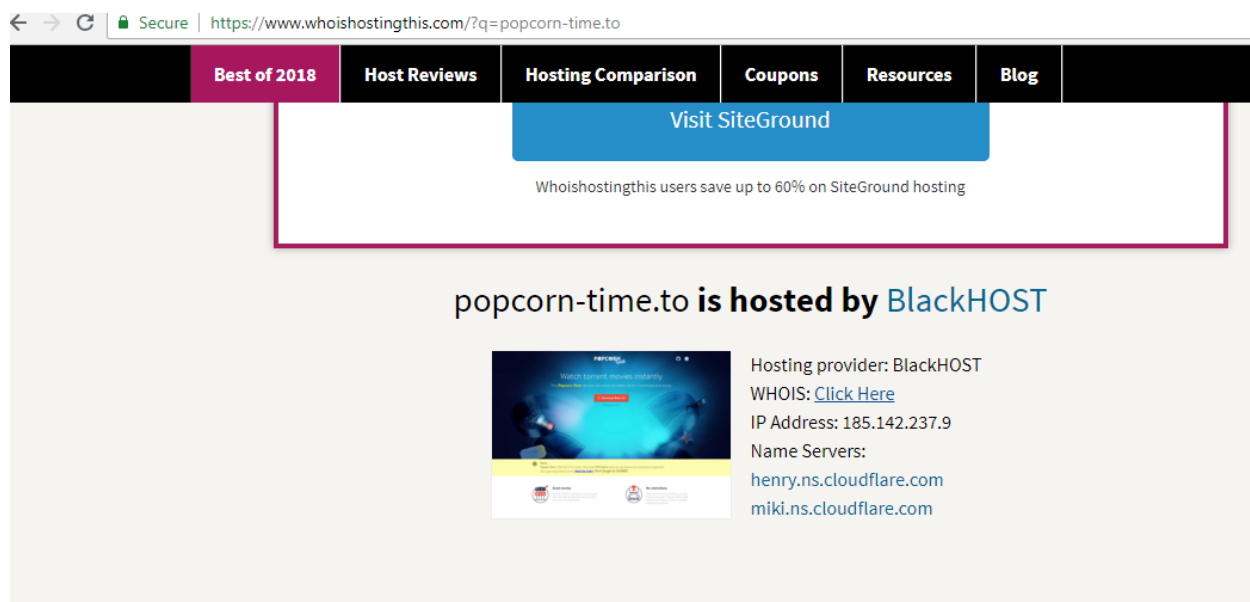 Secure | https://www.whoishostingthis.com/?q=popcorn-time.to
Best of 2018 Host Reviews Hosting Comparison Coupons Resources Blog
Visit SiteGround
Whoishostingthis users save up to 60% on SiteGround hosting
popcorn-time.to is hosted by BlackHOST
POPCORN
Watch torrent movies instantly
Hosting provider: BlackHOST
WHOIS: Click Here
IP Address: 185.142.237.9
Name Servers:
henry.ns.cloudflare.com
miki.ns.cloudflare.com